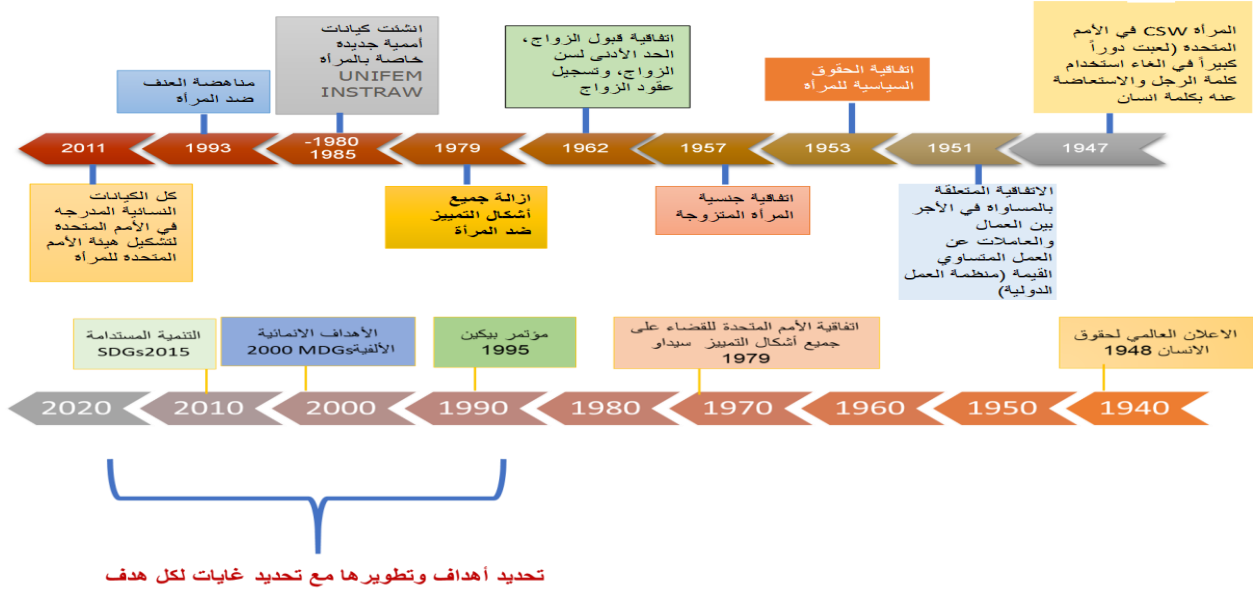 المرأه CSW في الأمم
المتحده (لعبت دوراً
كبيراً في الغاء استخدام
كلمة الرجل والاستعاضة
عنه بكلمة انسان
اتفاقية الحقوق
السياسية للمرأه
اتفاقية قبول الزواج،
الحد الأدنى لسن
الزواج، وتسجيل
عقود الزواج
انشئت كيانات
أممية جديده
خاصة بالمرأه
UNIFEM
INSTRAW
مناهضة العنف
ضد المرأه
1947
1951
1953
1957
1962
1979
-1980
1985
1993
2011
الاتفاقية المتعلقة
بالمساواه في الأجر
بين العمال
والعاملات عن
العمل المتساوي
القيمة (منظمة العمل
الدولية)
اتفاقية جنسية
المرأه المتزوجة
ازالة جميع
أشكال التمييز
ضد المرأة
كل الكيانات
النسائية المدرجه
في الأمم المتحده
لتشكيل هيئة الأمم
المتحده للمرأه
الاعلان العالمي لحقوق
الانسان 1948
اتفاقية الأمم المتحدة للقضاء على
جميع أشكال التمييز سيداو
1979
مؤتمر بيكين
1995
الأهداف الانمائية
الألفيةMDGs 2000
التنمية المستدامة
SDGs2015
1940
1950
1960
1970
1980
1990
2000
2010
2020
تحديد أهداف وتطويرها مع تحديد غايات لكل هدف